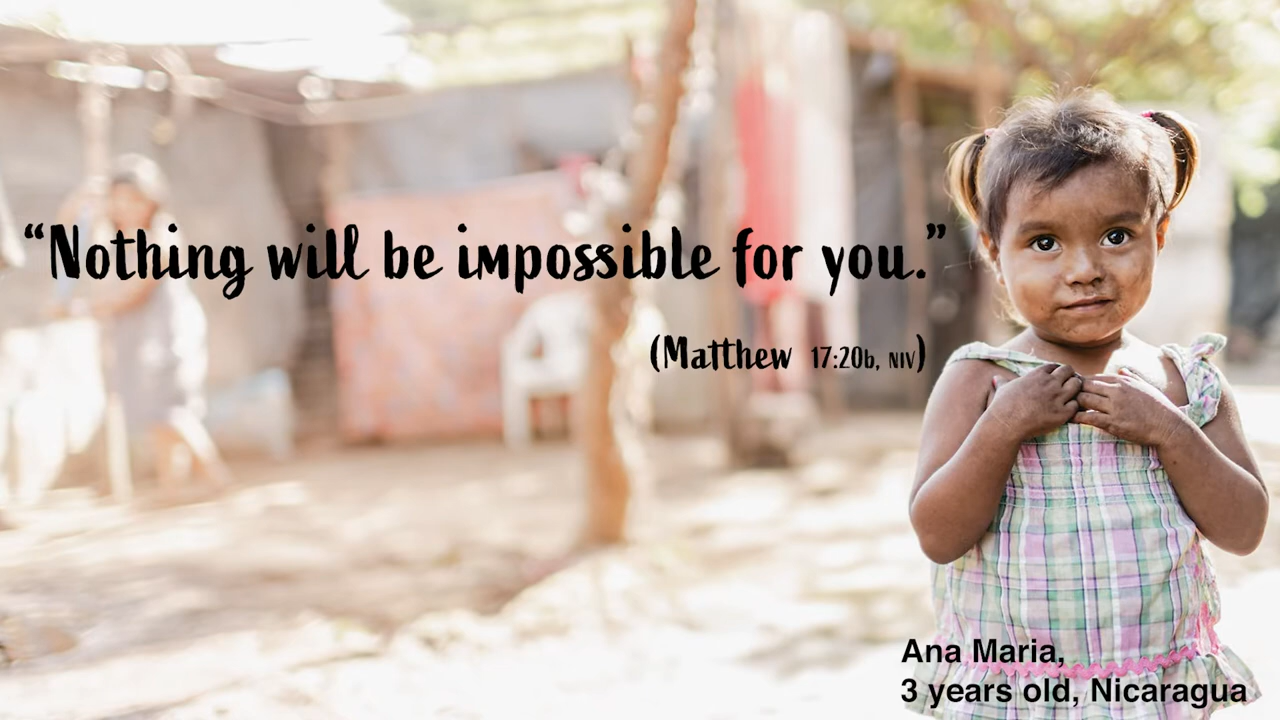 “Nothing will be impossible for you.”
(Matthew 17:20b, NIV)
Ana Maria,
3 years old, Nicaragua